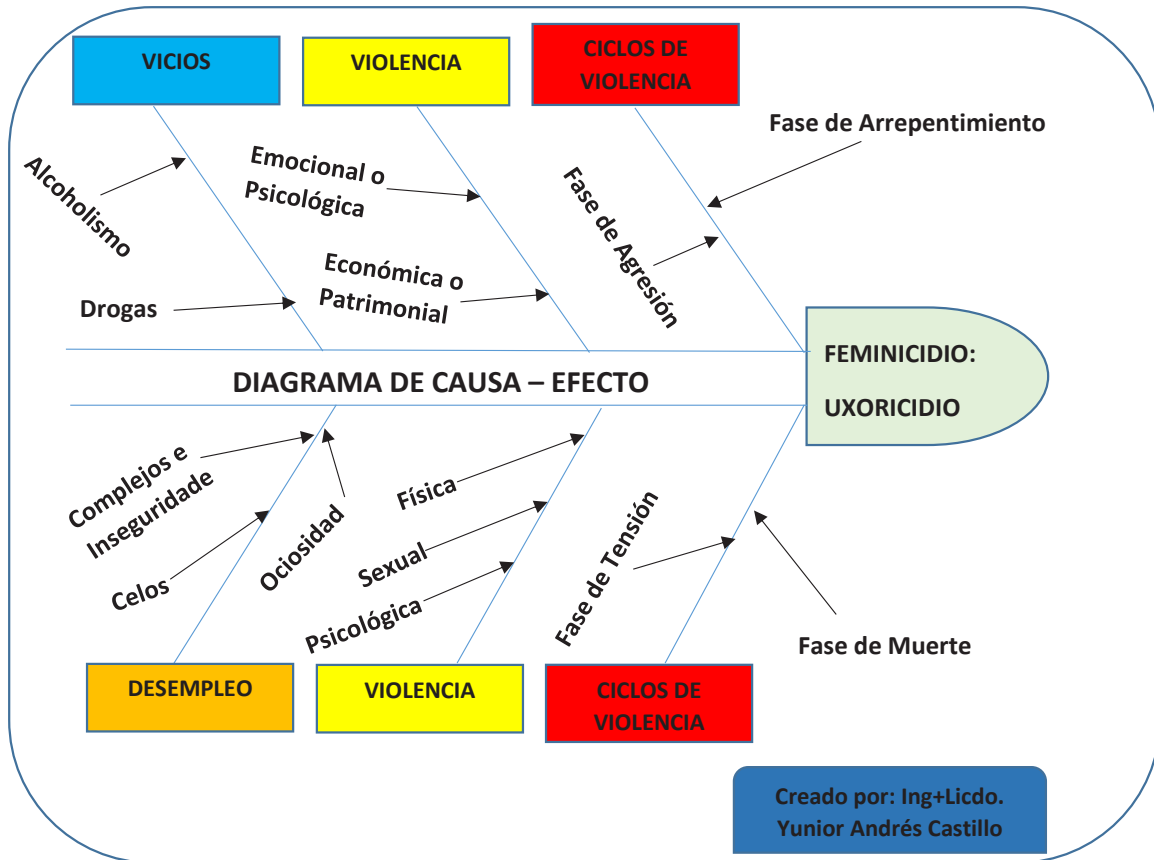 VICIOS
VIOLENCIA
CICLOS DE
VIOLENCIA
Fase de Arrepentimiento
Alcoholismo
Emocional o
Psicológica
Fase de Agresión
Económica o
Patrimonial
Drogas
FEMINICIDIO:
UXORICIDIO
DIAGRAMA DE CAUSA – EFECTO
Complejos e
Inseguridade
Celos
Ociosidad
Física
Sexual
Psicológica
Fase de Tensión
Fase de Muerte
DESEMPLEO
VIOLENCIA
CICLOS DE
VIOLENCIA
Creado por: Ing+Licdo.
Yunior Andrés Castillo